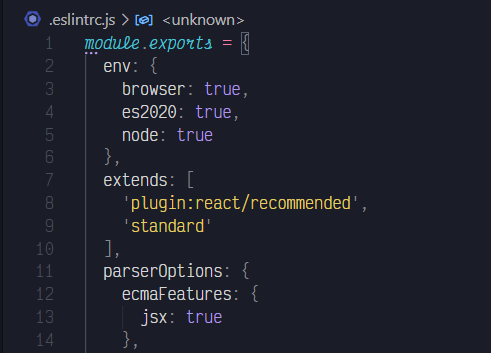 .eslintrc.js > <unknown>
1 module.exports = {
2 env: {
3 browser: true,
4 es2020: true,
5 node: true
6 },
7 extends: [
8 'plugin:react/recommended',
9 'standard'
10 ],
11 parserOptions: {
12 ecmaFeatures: {
13 jsx: true
14 },